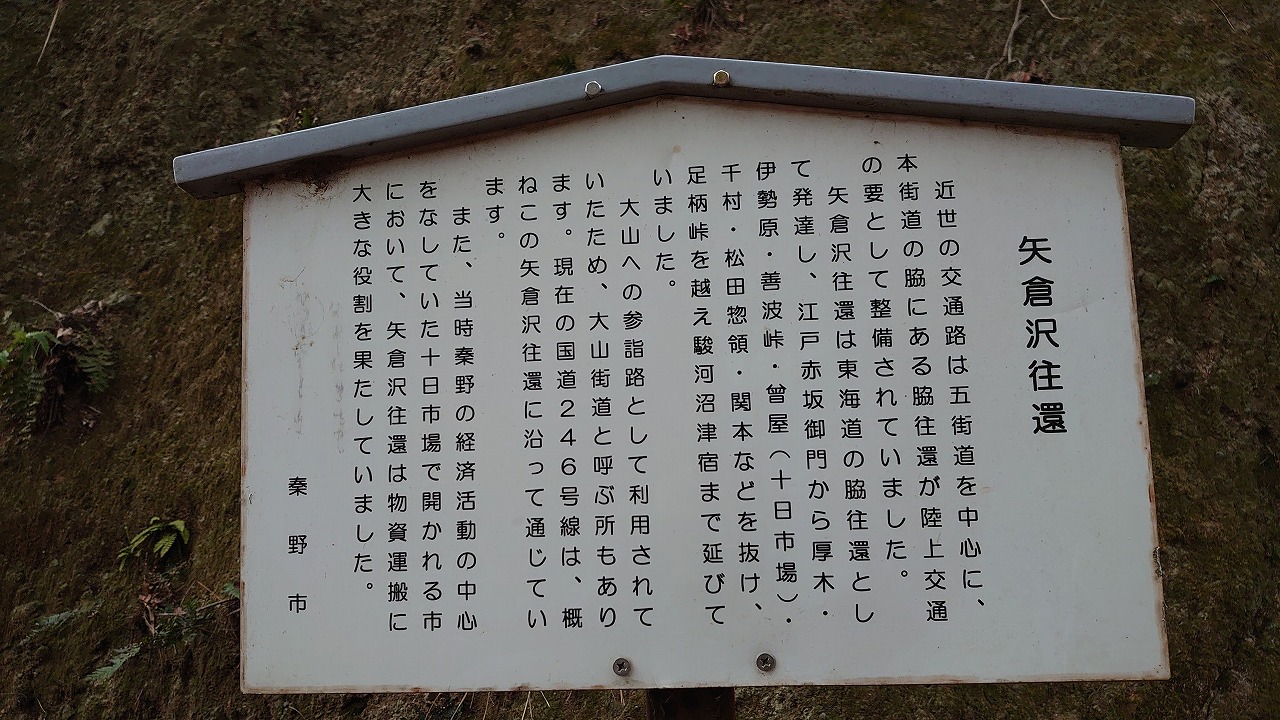 矢倉沢往還
近世の交通路は五街道を中心に、
本街道の脇にある脇往還が陸上交通
の要として整備されていました。
矢倉沢往還は東海道の脇往還とし
て発達し、江戸赤坂御門から厚木・
伊勢原・善波峠・曾屋(十日市場)・
千村・松田惣領・関本などを抜け、
足柄峠を越え駿河沼津宿まで延びて
いました。
大山への参詣路として利用されて
いたため、大山街道と呼ぶ所もあり
ます。現在の国道246号線は、概
ねこの矢倉沢往還に沿って通じてい
ます。
また、当時秦野の経済活動の中心
をなしていた十日市場で開かれる市
において、矢倉沢往還は物資運搬に
大きな役割を果たしていました。
秦野市